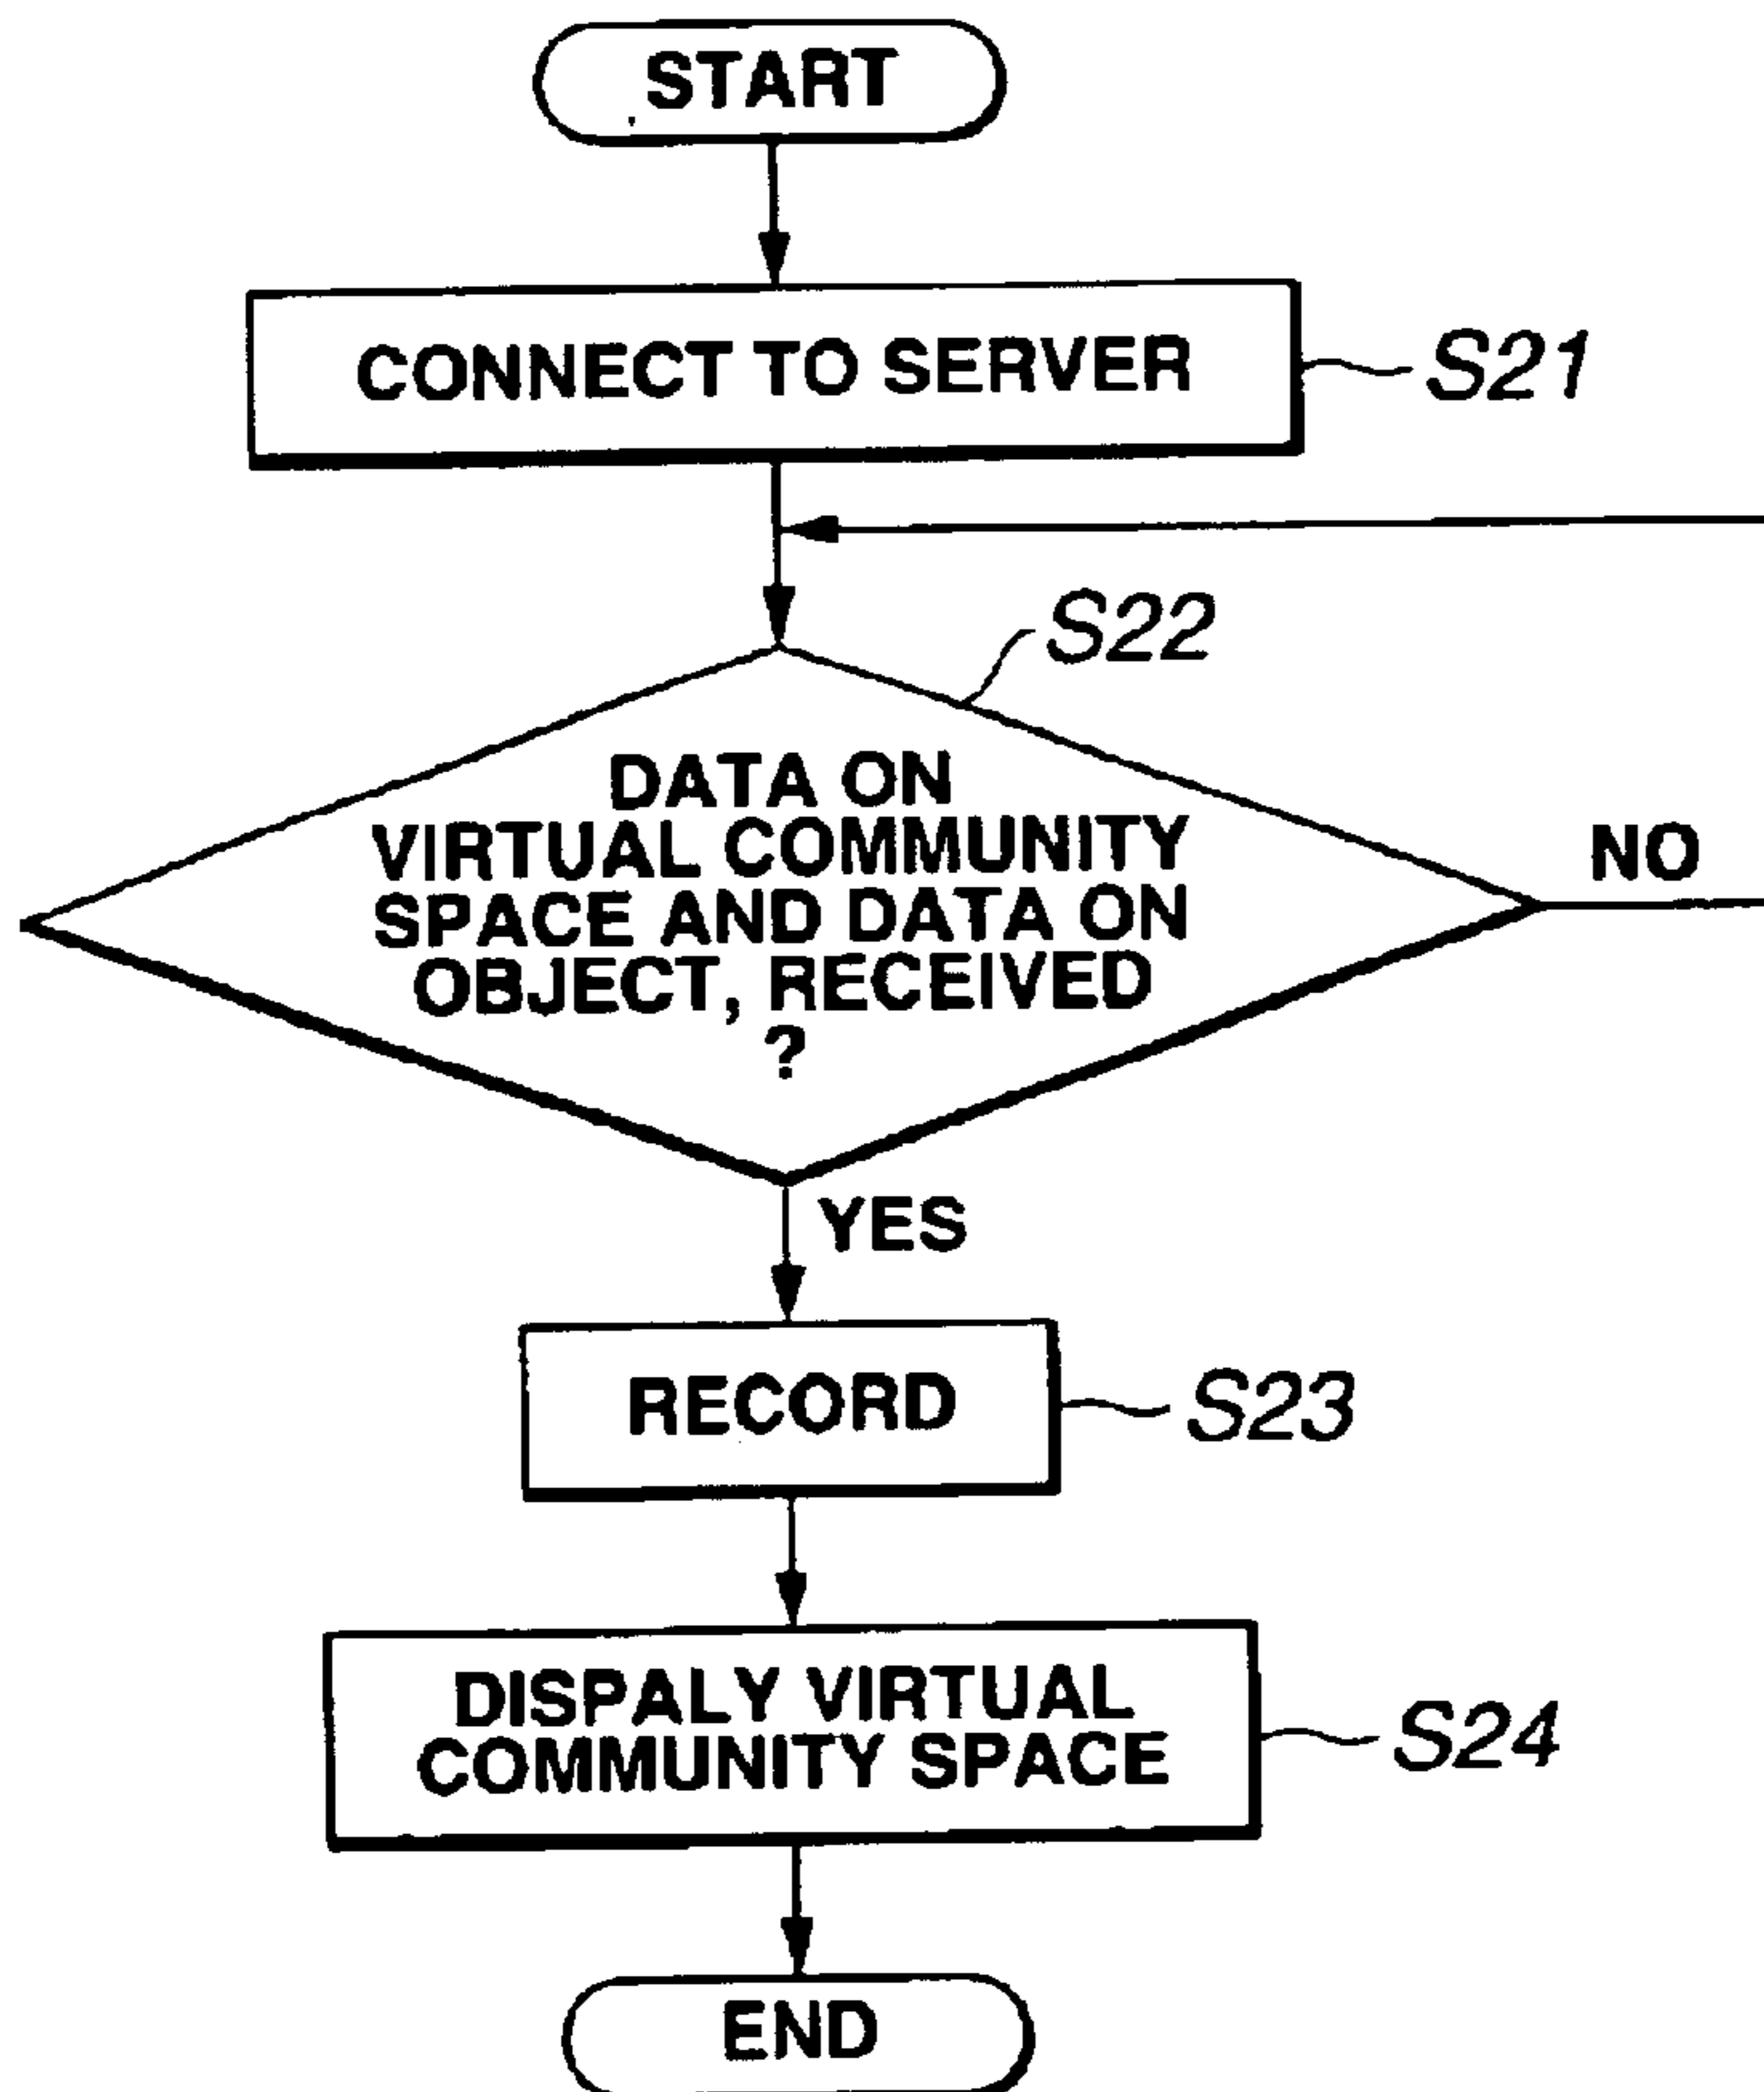 START
CONNECT TO SERVER
S21
S22
DATA ON
VIRTUAL COMMUNITY
SPACE AND DATA ON
OBJECT, RECEIVED
?
NO
YES
RECORD
S23
DISPALY VIRTUAL
COMMUNITY SPACE
S24
END